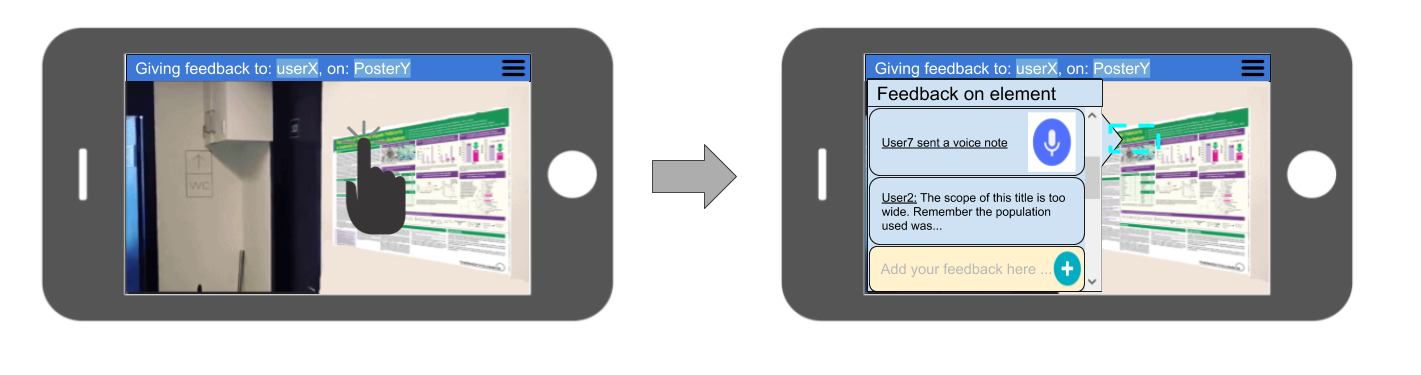 Giving feedback to: userX, on: PosterY
WC
Giving feedback to: userX, on: PosterY
Feedback on element
User7 sent a voice note
User2: The scope of this title is too
wide. Remember the population
used was...
Add your feedback here ...